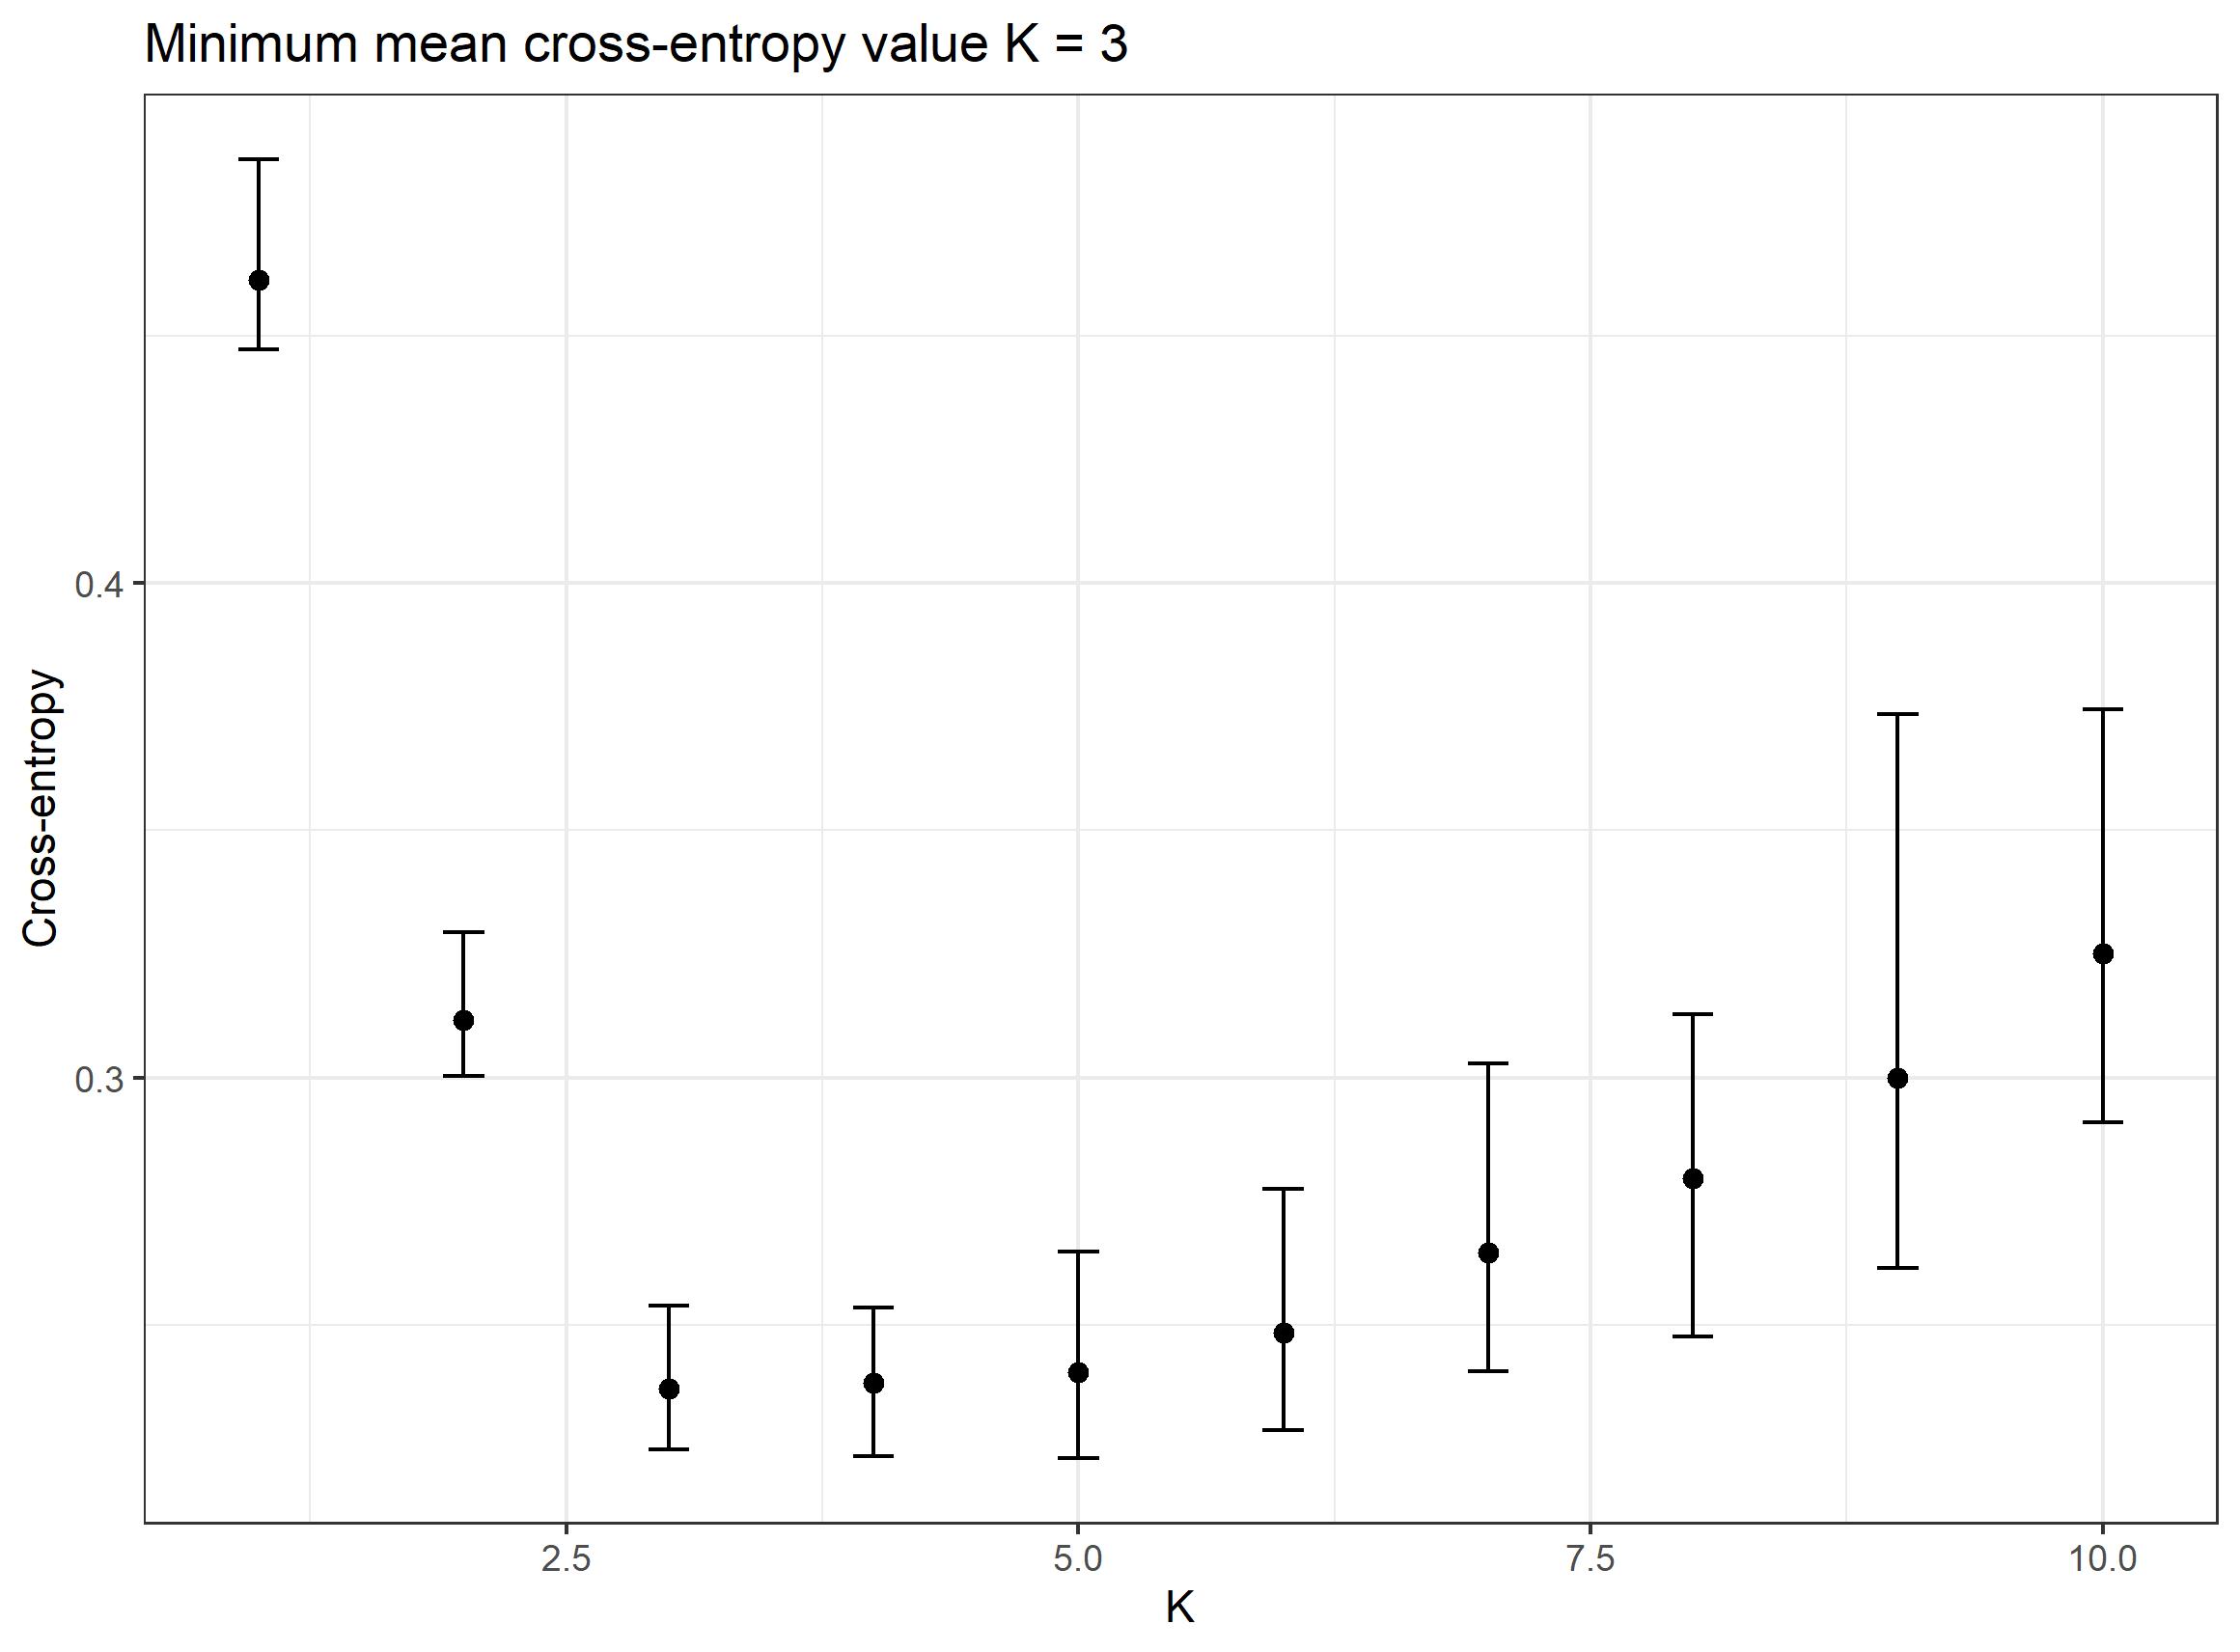 Minimum mean cross-entropy value K = 3
Cross-entropy
0.4
0.3
2.5 5.0 7.5 10.0
K